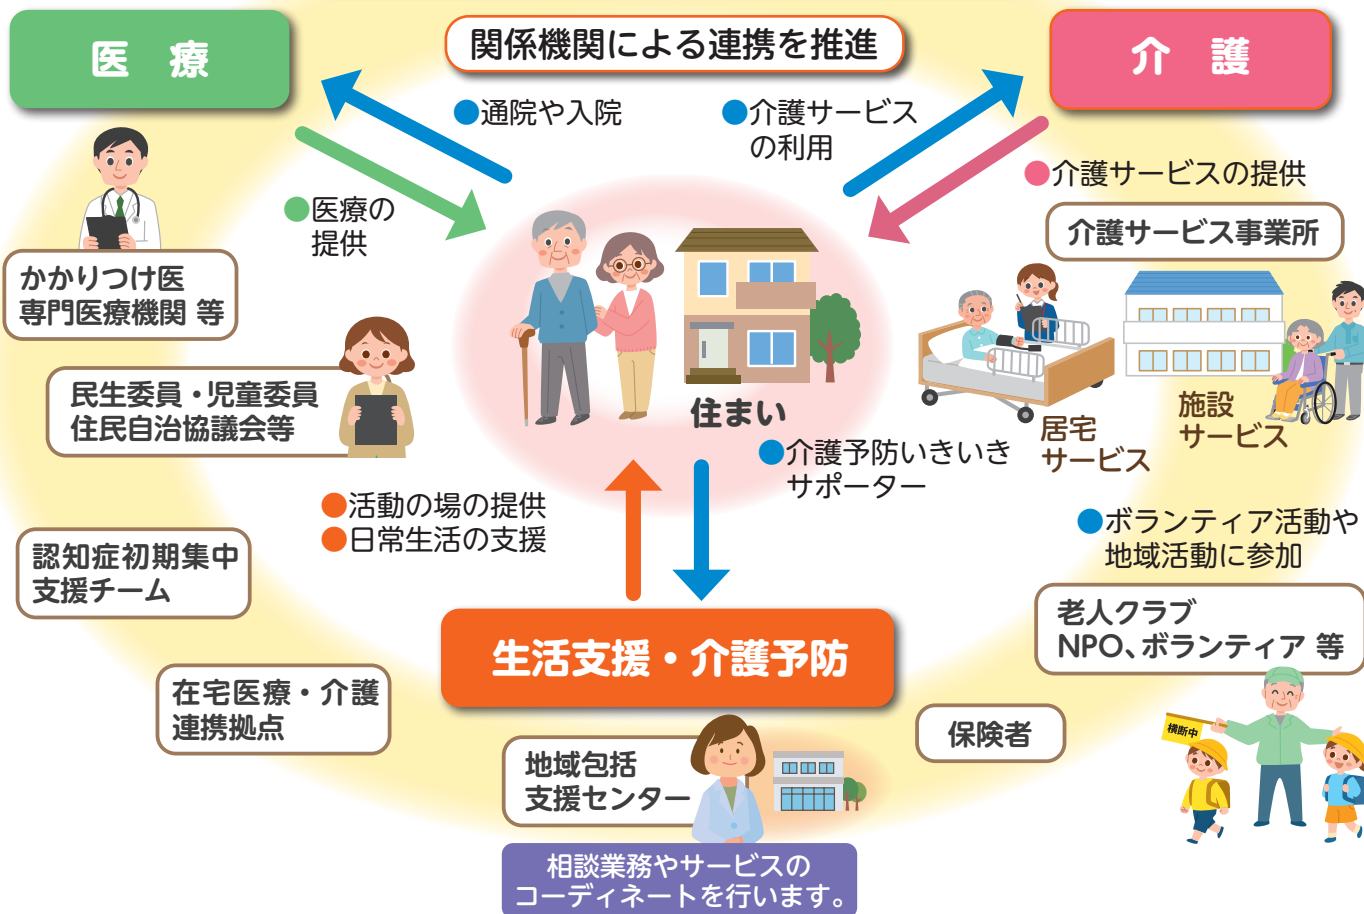 医 療
関係機関による連携を推進
介 護
●通院や入院
●介護サービス
の利用
●医療の
提供
●介護サービスの提供
介護サービス事業所
かかりつけ医
専門医療機関 等
民生委員・児童委員
住民自治協議会等
住まい
居宅
サービス
施設
サービス
●介護予防いきいき
サポーター
●活動の場の提供
●日常生活の支援
●ボランティア活動や
地域活動に参加
認知症初期集中
支援チーム
老人クラブ
NPO、ボランティア 等
生活支援・介護予防
在宅医療・介護
連携拠点
保険者
横断中
地域包括
支援センター
相談業務やサービスの
コーディネートを行います。